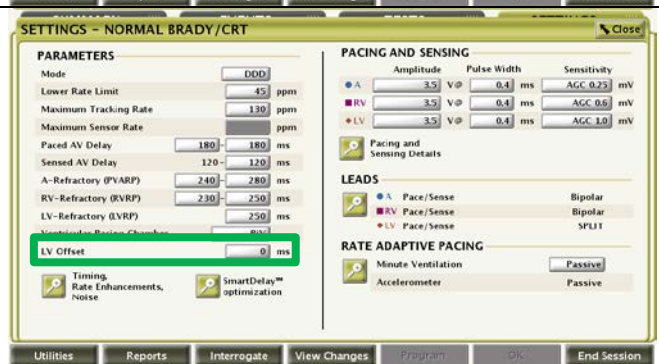 SETTINGS - NORMAL BRADY/CRT
Close
PARAMETERS
Mode DDD
Lower Rate Limit 45 ppm
Maximum Tracking Rate 130 ppm
Maximum Sensor Rate ppm
Paced AV Delay 180 - 180 ms
Sensed AV Delay 120 - 120 ms
A-Refractory (PVARP) 240 - 280 ms
RV-Refractory (RVRP) 230 - 250 ms
LV-Refractory (LVRP) 250 ms
Ventricular Pacing Chamber BiV
LV Offset 0 ms
Timing,
Rate Enhancements,
Noise
SmartDelay™
optimization
PACING AND SENSING
Amplitude Pulse Width Sensitivity
A 3.5 V@ 0.4 ms AGC 0.25 mV
RV 3.5 V@ 0.4 ms AGC 0.6 mV
LV 3.5 V@ 0.4 ms AGC 1.0 mV
Pacing and
Sensing Details
LEADS
A Pace/Sense Bipolar
RV Pace/Sense Bipolar
LV Pace/Sense SPLIT
RATE ADAPTIVE PACING
Minute Ventilation Passive
Accelerometer Passive
Utilities Reports Interrogate View Changes Program OK End Session